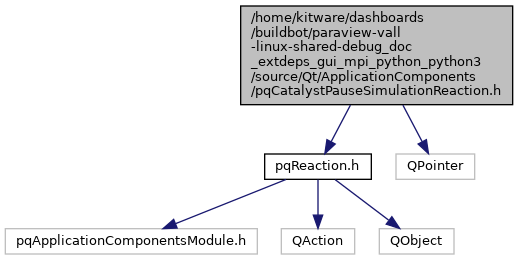 /home/kitware/dashboards
/buildbot/paraview-vall
-linux-shared-debug_doc
_extdeps_gui_mpi_python_python3
/source/Qt/ApplicationComponents
/pqCatalystPauseSimulationReaction.h
pqReaction.h
QPointer
pqApplicationComponentsModule.h
QAction
QObject